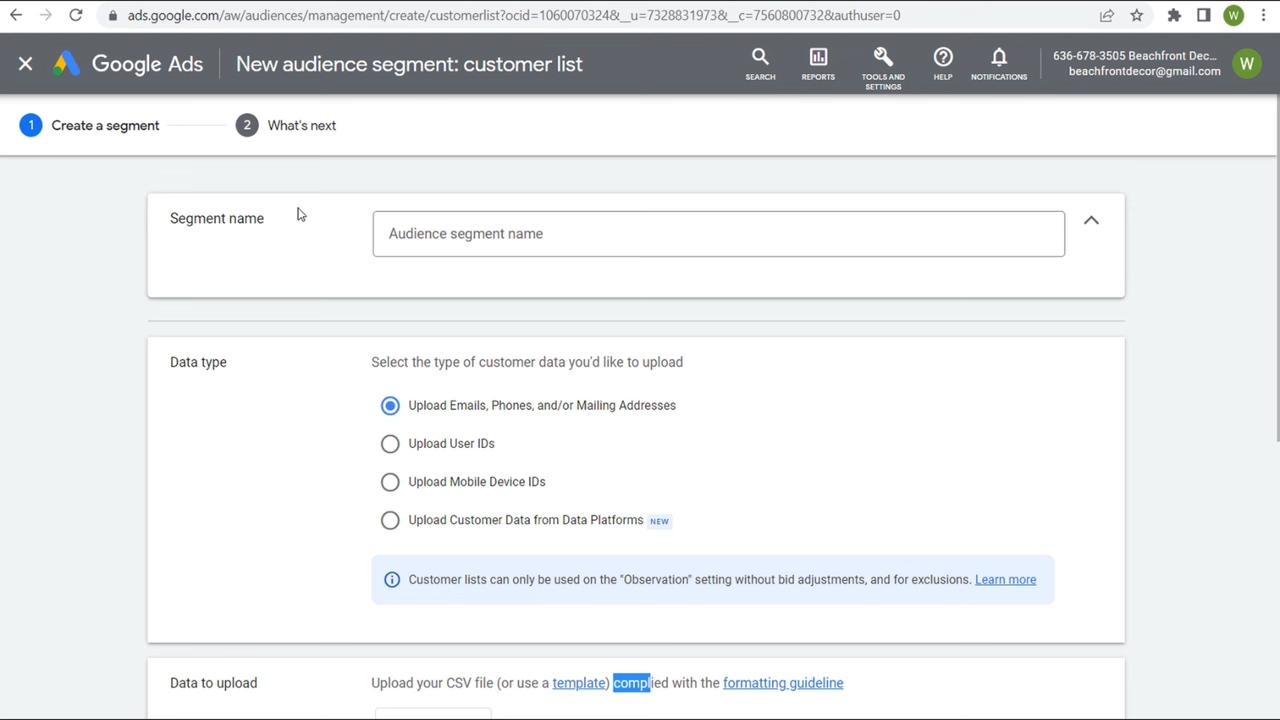 ads.google.com/aw/audiences/management/create/customerlist?ocid=1060070324&__u=7328831973&__c=7560800732&authuser=0
W
Google Ads
New audience segment: customer list
SEARCH
REPORTS
TOOLS AND SETTINGS
HELP
NOTIFICATIONS
636-678-3505 Beachfront Dec...
beachfrontdecor@gmail.com
W
1 Create a segment
2 What's next
Segment name
Audience segment name
Data type
Select the type of customer data you'd like to upload
Upload Emails, Phones, and/or Mailing Addresses
Upload User IDs
Upload Mobile Device IDs
Upload Customer Data from Data Platforms NEW
Customer lists can only be used on the "Observation" setting without bid adjustments, and for exclusions. Learn more
Data to upload
Upload your CSV file (or use a template) complied with the formatting guideline